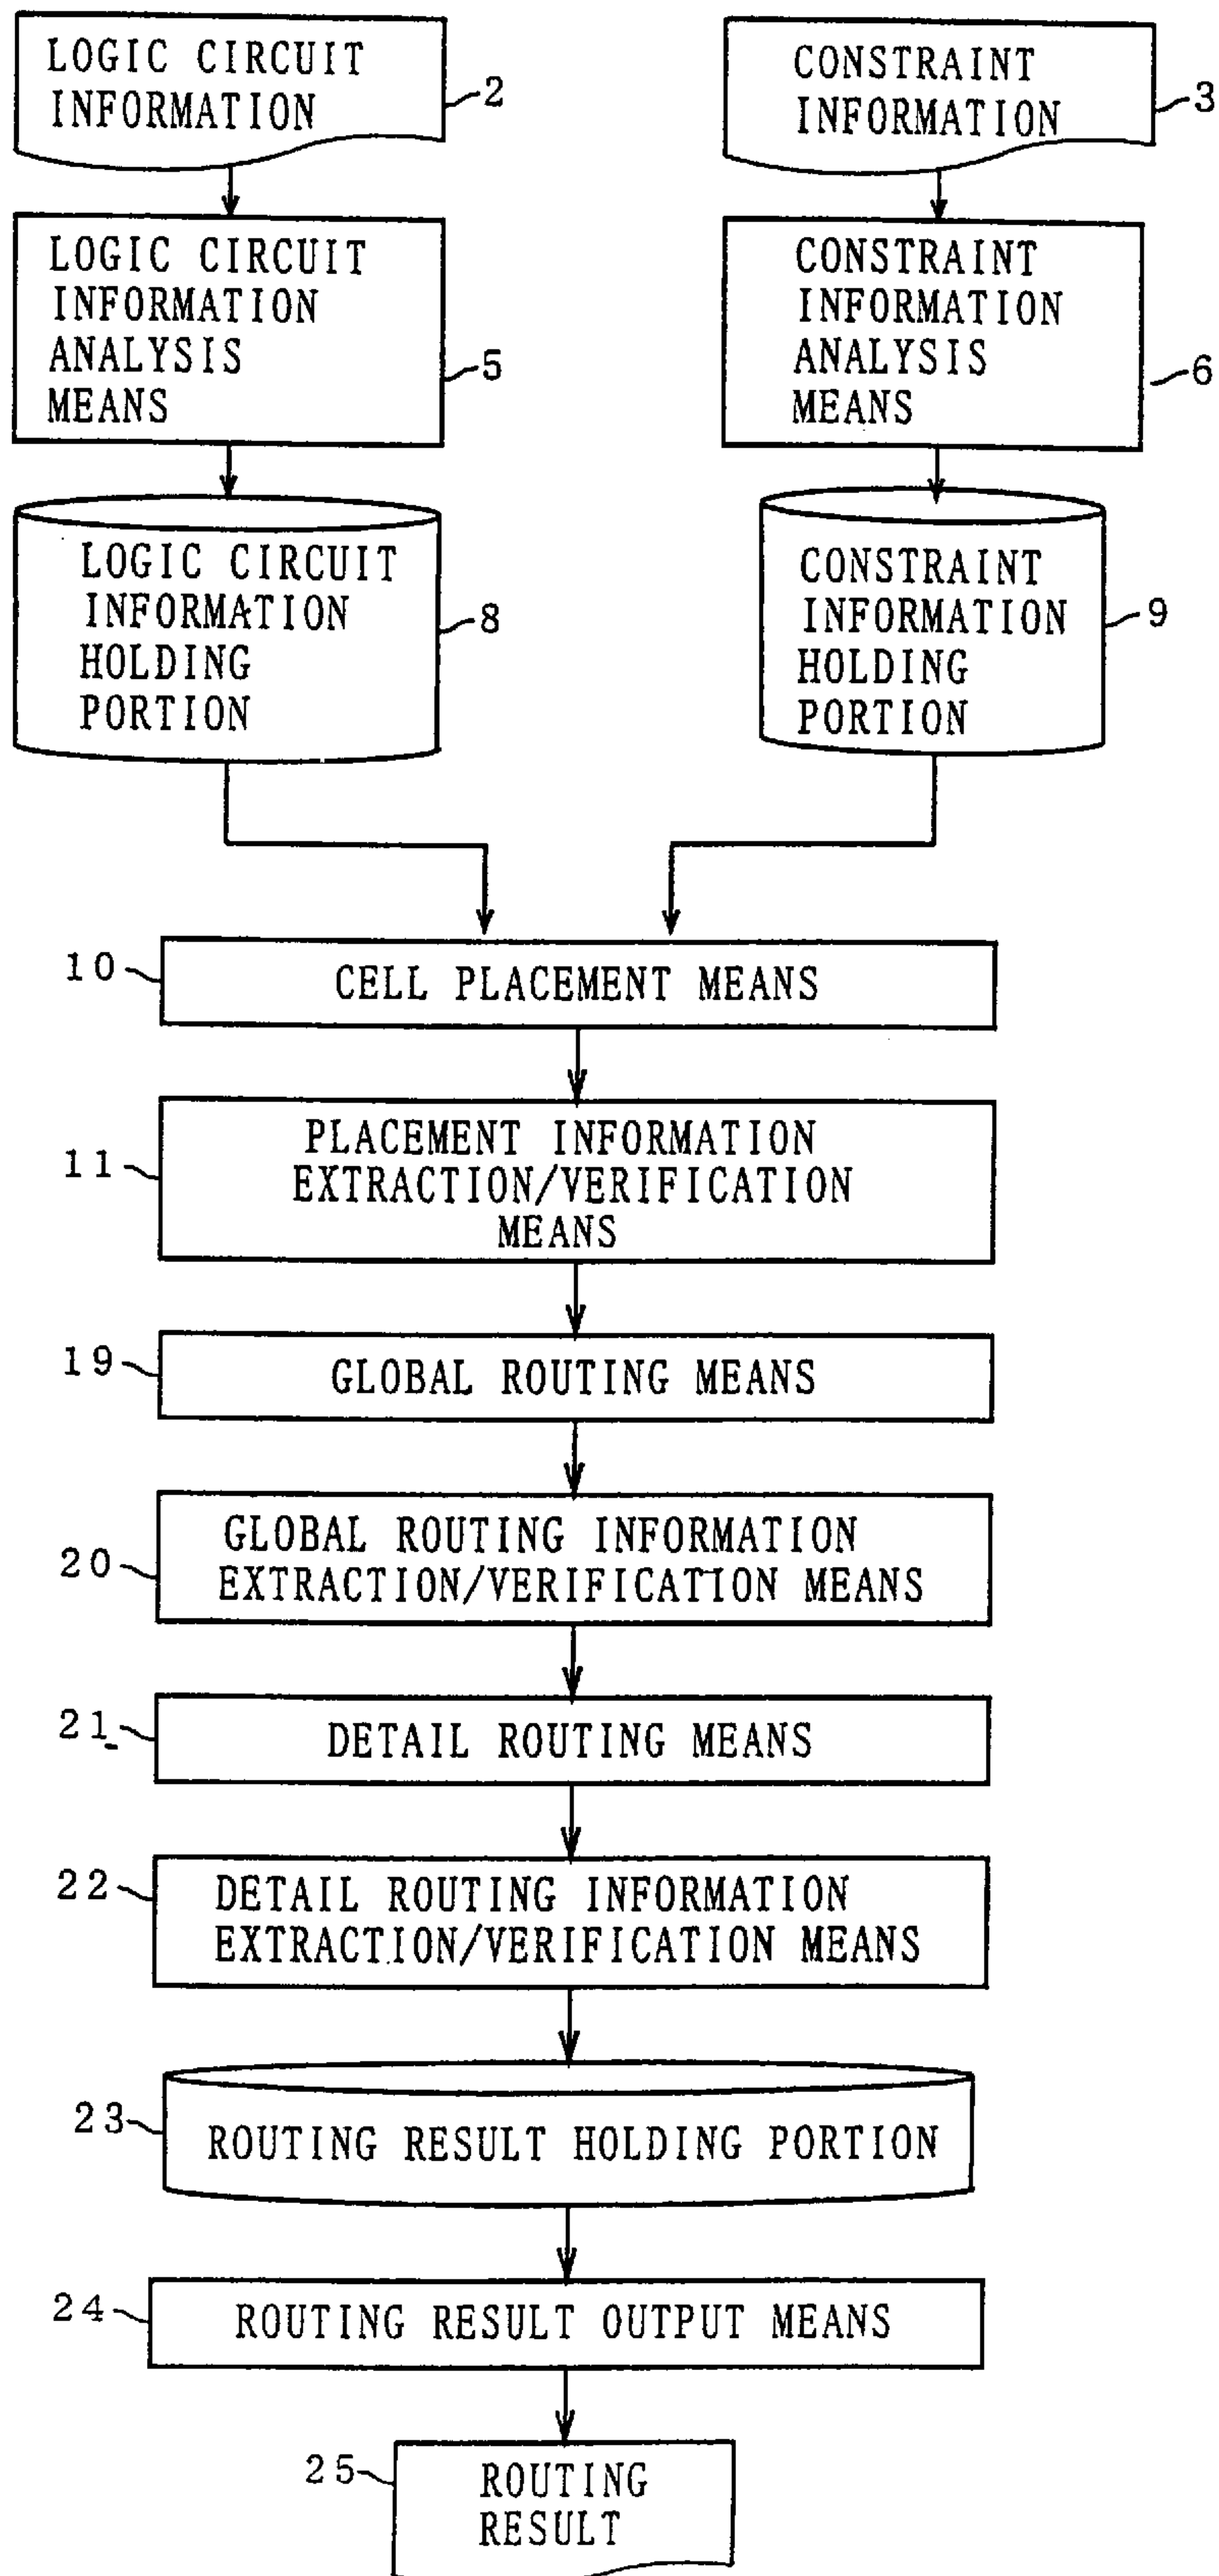 LOGIC CIRCUIT
INFORMATION
2
CONSTRAINT
INFORMATION
3
LOGIC CIRCUIT
INFORMATION
ANALYSIS
MEANS
5
CONSTRAINT
INFORMATION
ANALYSIS
MEANS
6
LOGIC CIRCUIT
INFORMATION
HOLDING
PORTION
8
CONSTRAINT
INFORMATION
HOLDING
PORTION
9
10
CELL PLACEMENT MEANS
11
PLACEMENT INFORMATION
EXTRACTION/VERIFICATION
MEANS
19
GLOBAL ROUTING MEANS
20
GLOBAL ROUTING INFORMATION
EXTRACTION/VERIFICATION MEANS
21
DETAIL ROUTING MEANS
22
DETAIL ROUTING INFORMATION
EXTRACTION/VERIFICATION MEANS
23
ROUTING RESULT HOLDING PORTION
24
ROUTING RESULT OUTPUT MEANS
25
ROUTING
RESULT